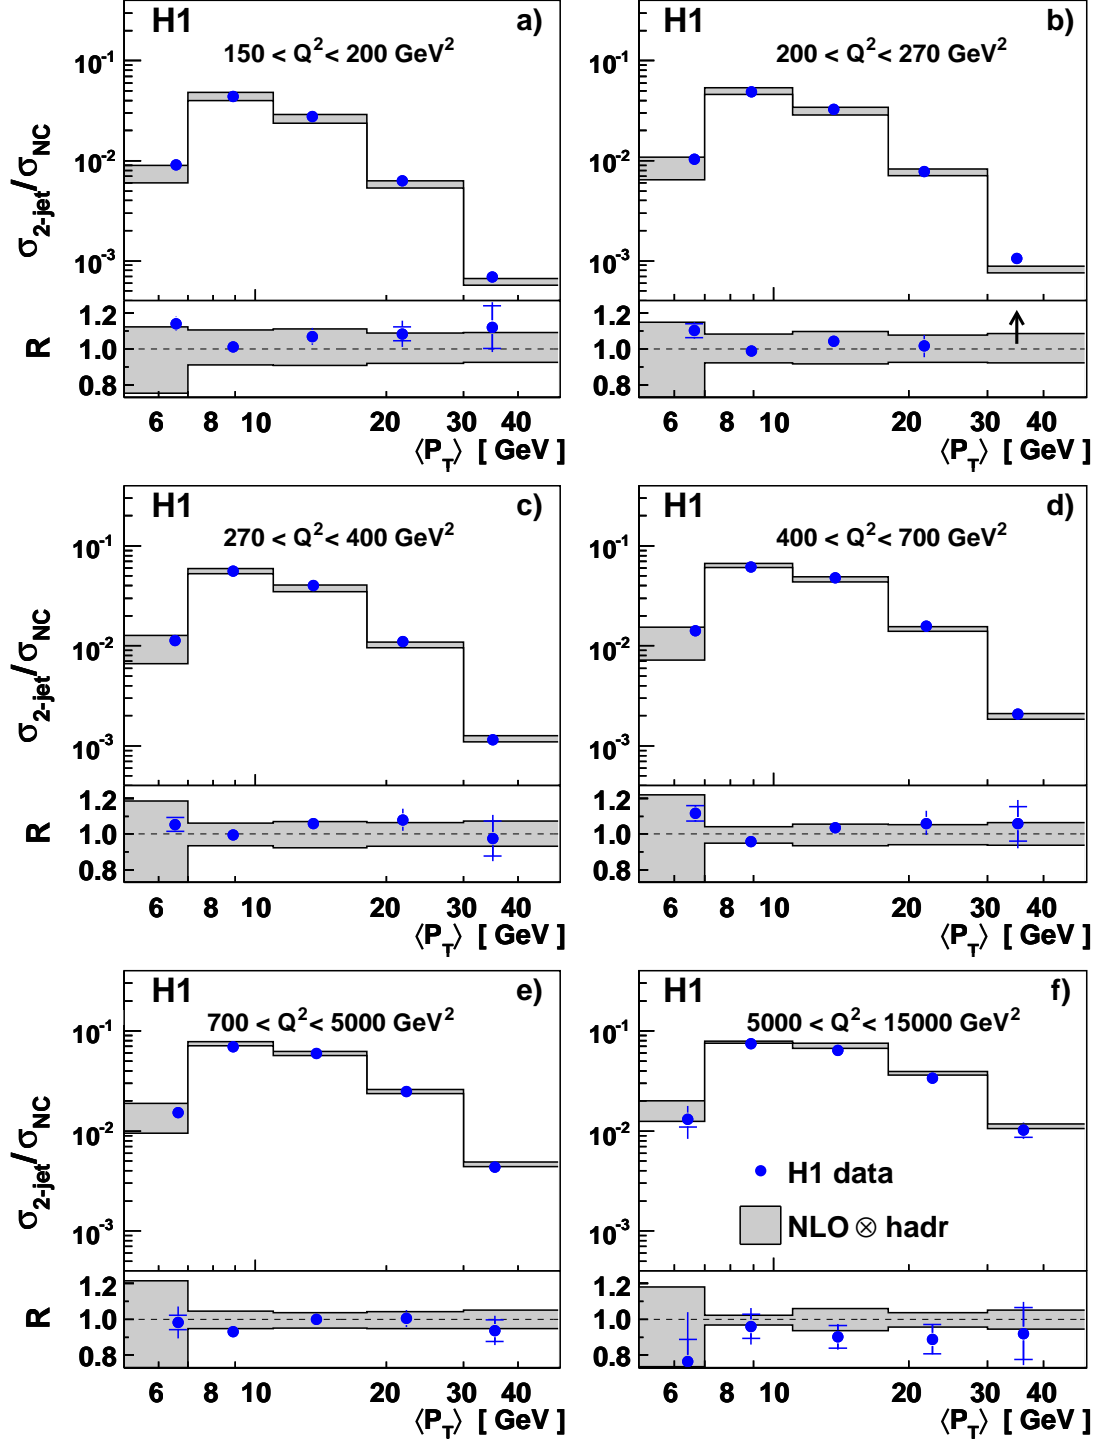 H1 a) H1 b)
150 < Q² < 200 GeV² 200 < Q² < 270 GeV²
10⁻¹ 10⁻¹
σ2-jet/σNC
10⁻² 10⁻²
10⁻³ 10⁻³
R 1.2 1.2
1.0 1.0
0.8 0.8
6 8 10 20 30 40 6 8 10 20 30 40
⟨P_T⟩ [ GeV ] ⟨P_T⟩ [ GeV ]
H1 c) H1 d)
270 < Q² < 400 GeV² 400 < Q² < 700 GeV²
10⁻¹ 10⁻¹
σ2-jet/σNC
10⁻² 10⁻²
10⁻³ 10⁻³
R 1.2 1.2
1.0 1.0
0.8 0.8
6 8 10 20 30 40 6 8 10 20 30 40
⟨P_T⟩ [ GeV ] ⟨P_T⟩ [ GeV ]
H1 e) H1 f)
700 < Q² < 5000 GeV² 5000 < Q² < 15000 GeV²
10⁻¹ 10⁻¹
σ2-jet/σNC
10⁻² 10⁻²
H1 data
10⁻³ 10⁻³
NLO ⊗ hadr
R 1.2 1.2
1.0 1.0
0.8 0.8
6 8 10 20 30 40 6 8 10 20 30 40
⟨P_T⟩ [ GeV ] ⟨P_T⟩ [ GeV ]